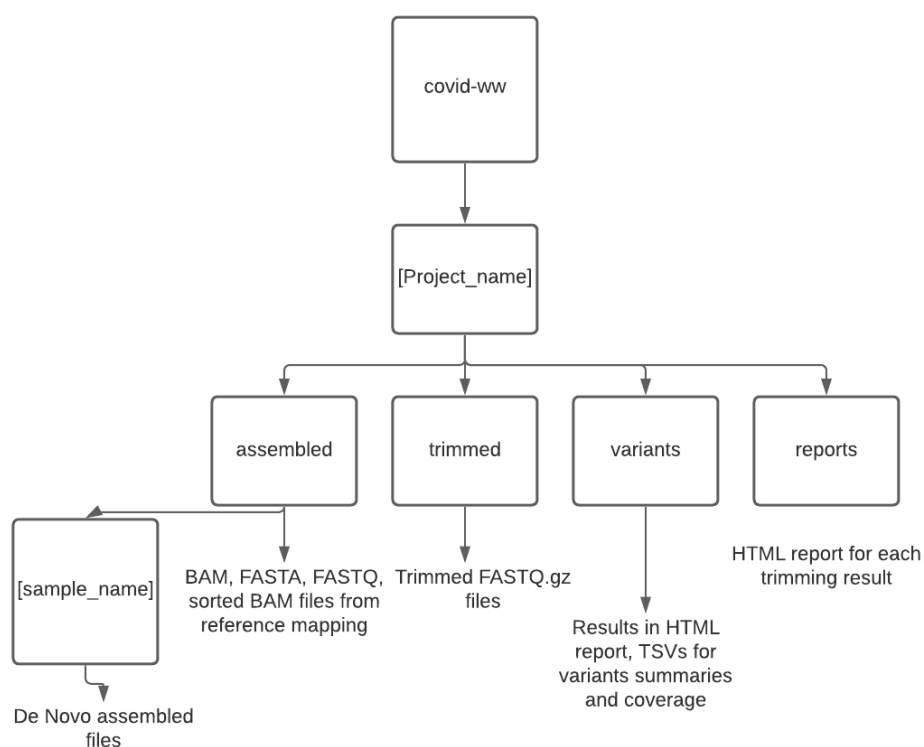 covid-ww
[Project_name]
assembled
trimmed
variants
reports
[sample_name]
BAM, FASTA, FASTQ,
sorted BAM files from
reference mapping
Trimmed FASTQ.gz
files
HTML report for each
trimming result
Results in HTML
report, TSVs for
variants summaries
and coverage
De Novo assembled
files